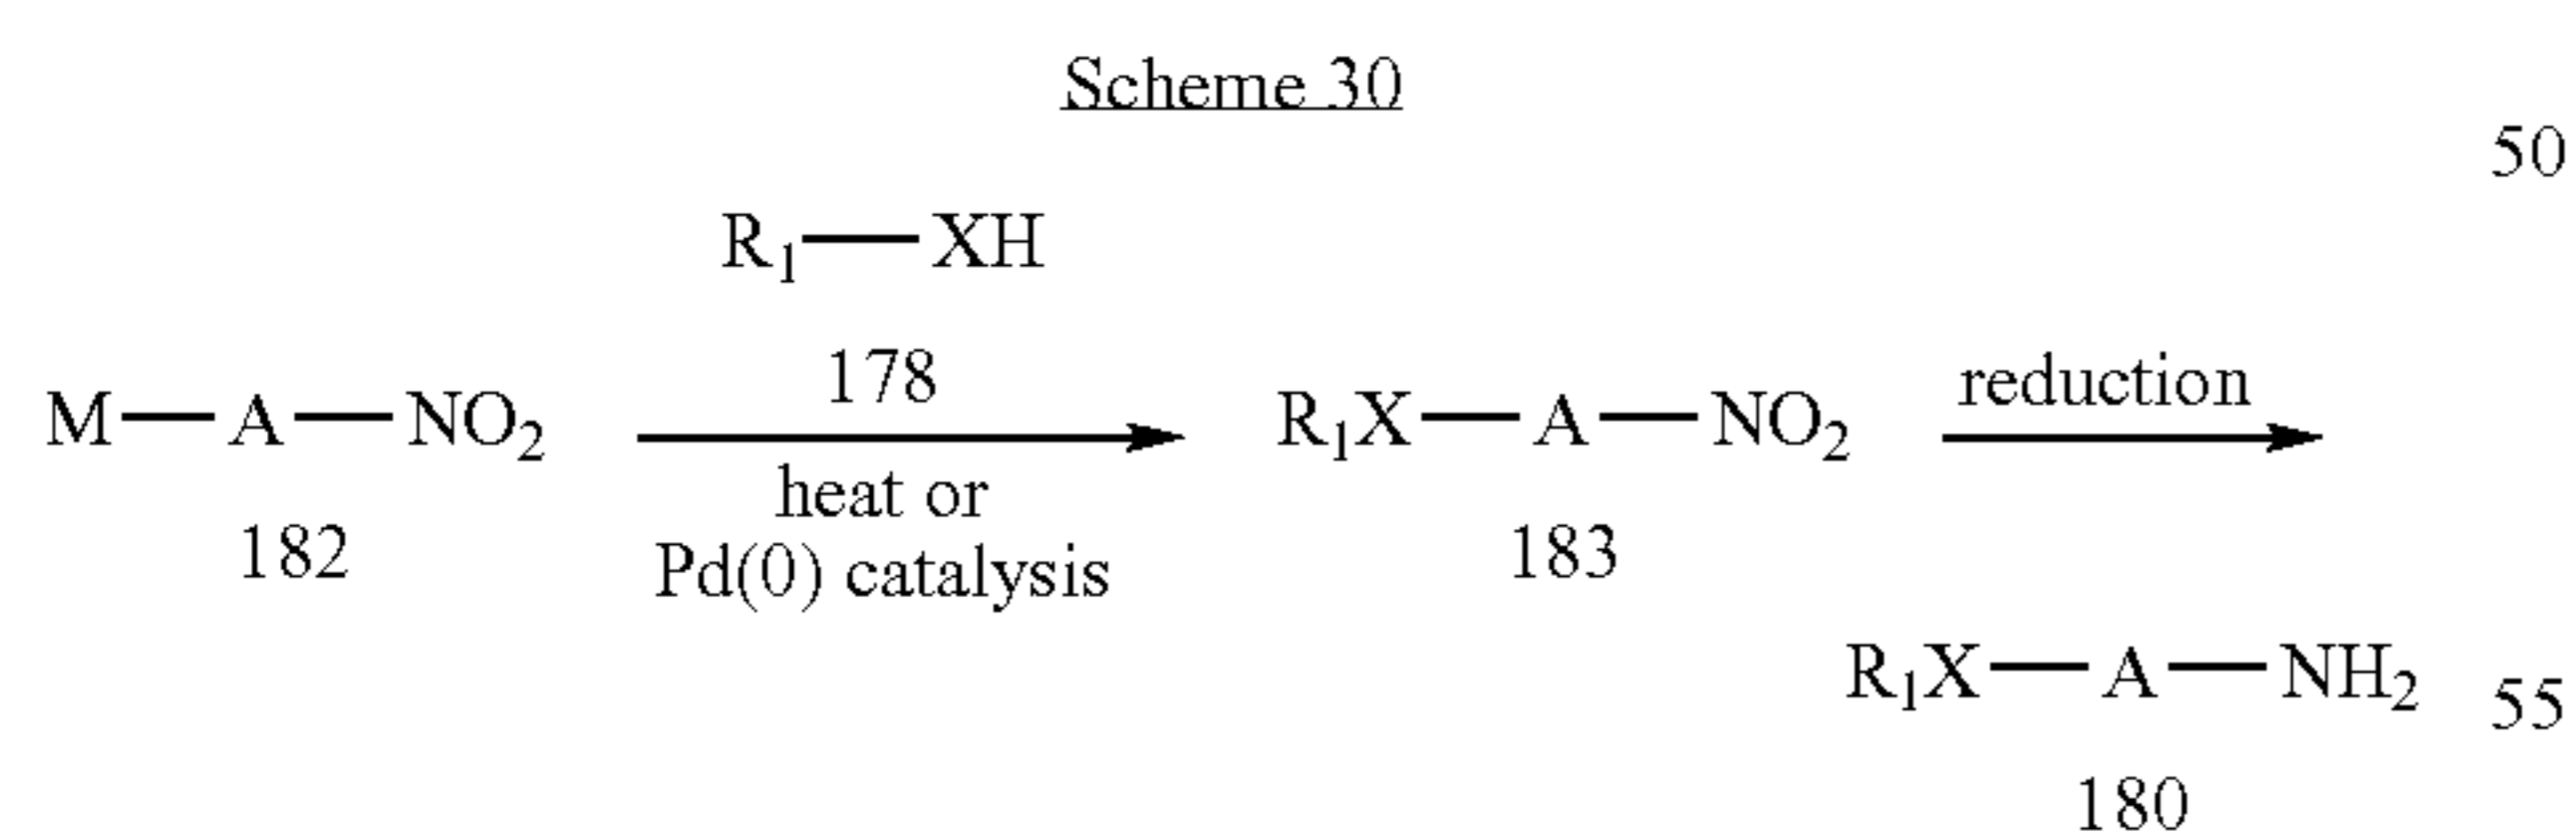 Scheme 30
50
R₁—XH
178
M—A—NO₂
heat or
Pd(0) catalysis
182
R₁X—A—NO₂
183
reduction
R₁X—A—NH₂
55
180